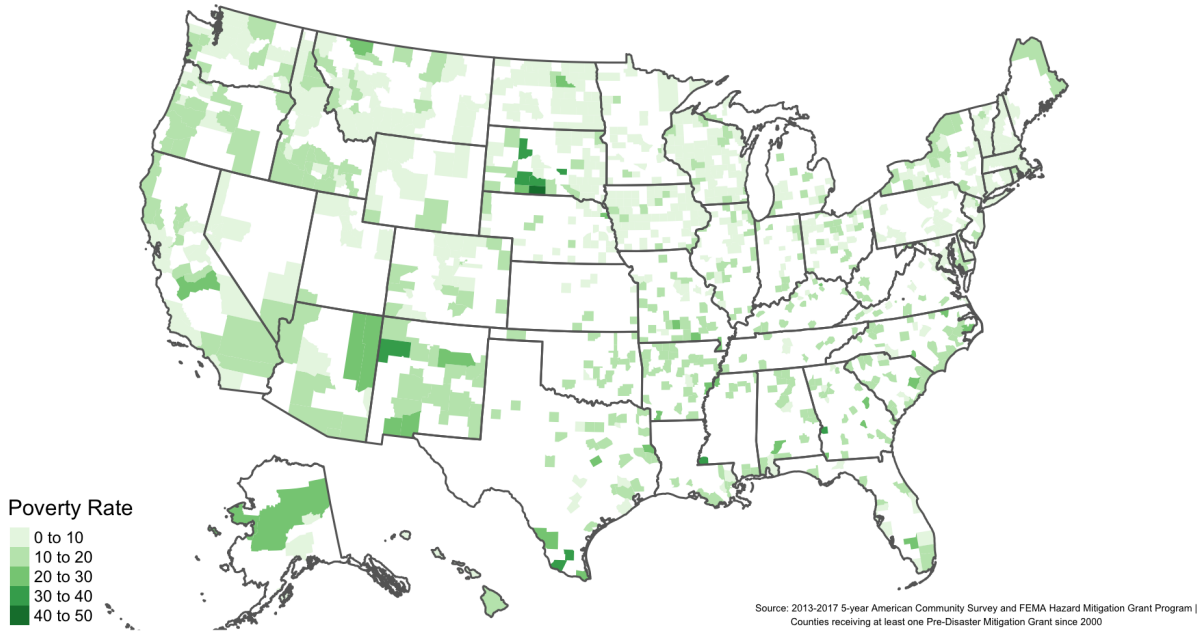 Poverty Rate
0 to 10
10 to 20
20 to 30
30 to 40
40 to 50
Source: 2013-2017 5-year American Community Survey and FEMA Hazard Mitigation Grant Program |
Counties receiving at least one Pre-Disaster Mitigation Grant since 2000